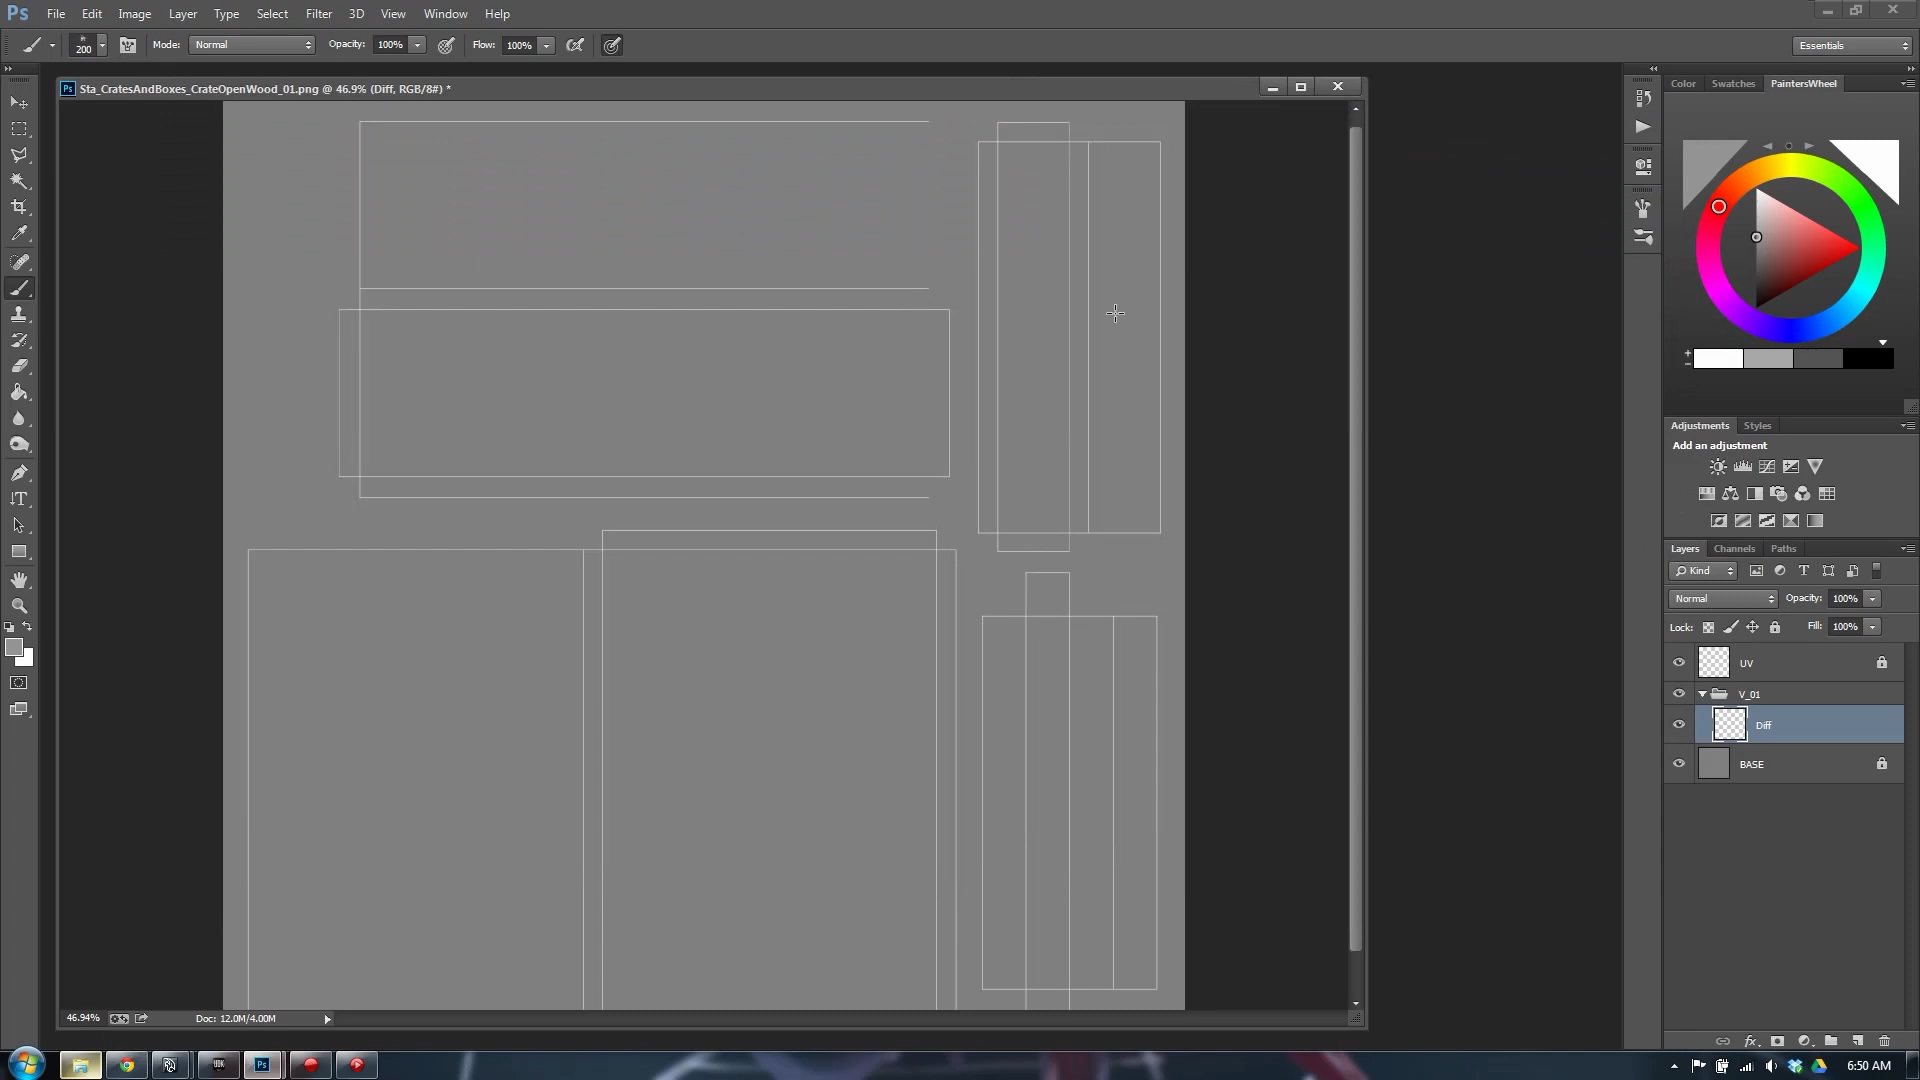 Ps File Edit Image Layer Type Select Filter 3D View Window Help
200 Mode: Normal Opacity: 100% Flow: 100% Essentials
Ps Sta_CratesAndBoxes_CrateOpenWood_01.png @ 46.9% (Diff, RGB/8#) *
Color Swatches PaintersWheel
Adjustments Styles
Add an adjustment
Layers Channels Paths
Kind
Normal Opacity: 100%
Lock: Fill: 100%
UV
V_01
Diff
BASE
46.94% Doc: 12.0M/4.00M
Ps 6:50 AM